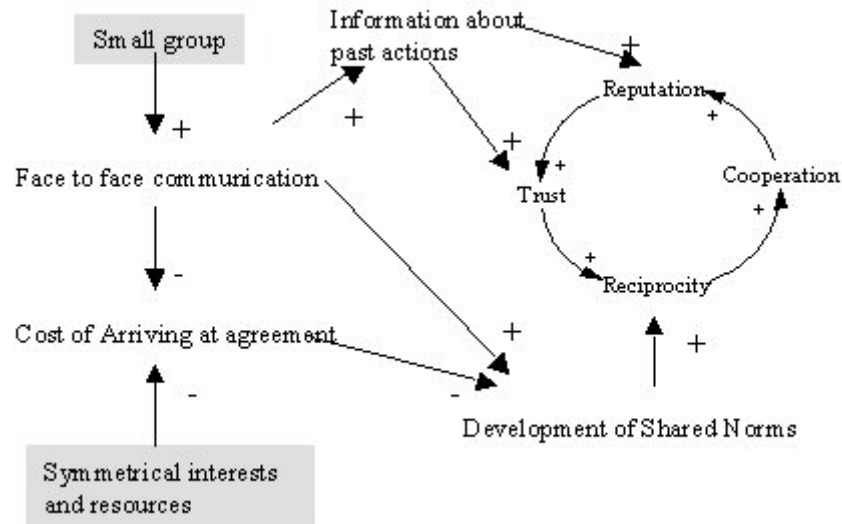 Small group
Information about
past actions
+
+
+
+
Reputation
+
+
Face to face communication
Trust
Cooperation
+
+
-
Reciprocity
Cost of Arriving at agreement
+
+
-
-
Development of Shared Norms
Symmetrical interests
and resources